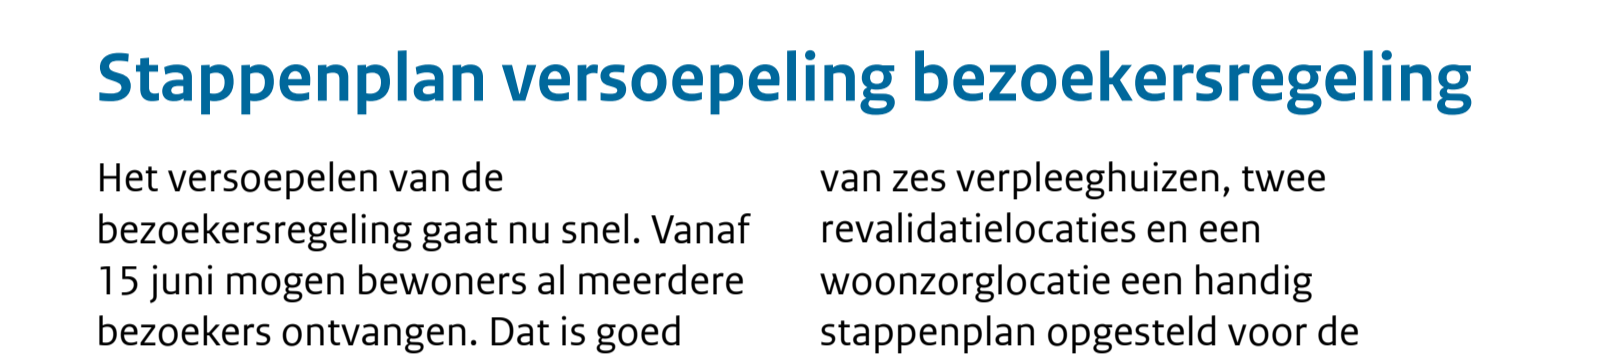 Stappenplan versoepeling bezoekersregeling
Het versoepelen van de
bezoekersregeling gaat nu snel. Vanaf
15 juni mogen bewoners al meerdere
bezoekers ontvangen. Dat is goed
van zes verpleeghuizen, twee
revalidatielocaties en een
woonzorglocatie een handig
stappenplan opgesteld voor de